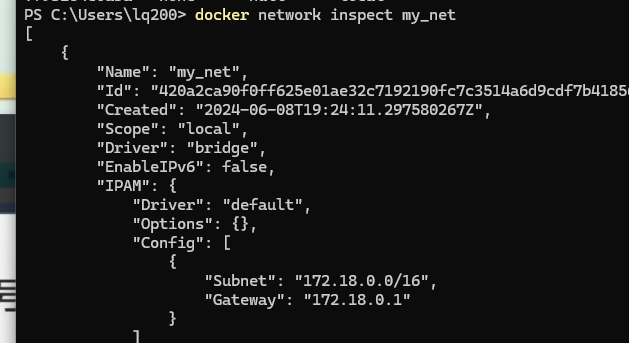 PS C:\Users\lq200> docker network inspect my_net
[
    {
        "Name": "my_net",
        "Id": "420a2ca90f0ff625e01ae32c7192190fc7c3514a6d9cdf7b4185
        "Created": "2024-06-08T19:24:11.297580267Z",
        "Scope": "local",
        "Driver": "bridge",
        "EnableIPv6": false,
        "IPAM": {
            "Driver": "default",
            "Options": {},
            "Config": [
                {
                    "Subnet": "172.18.0.0/16",
                    "Gateway": "172.18.0.1"
                }
            ]